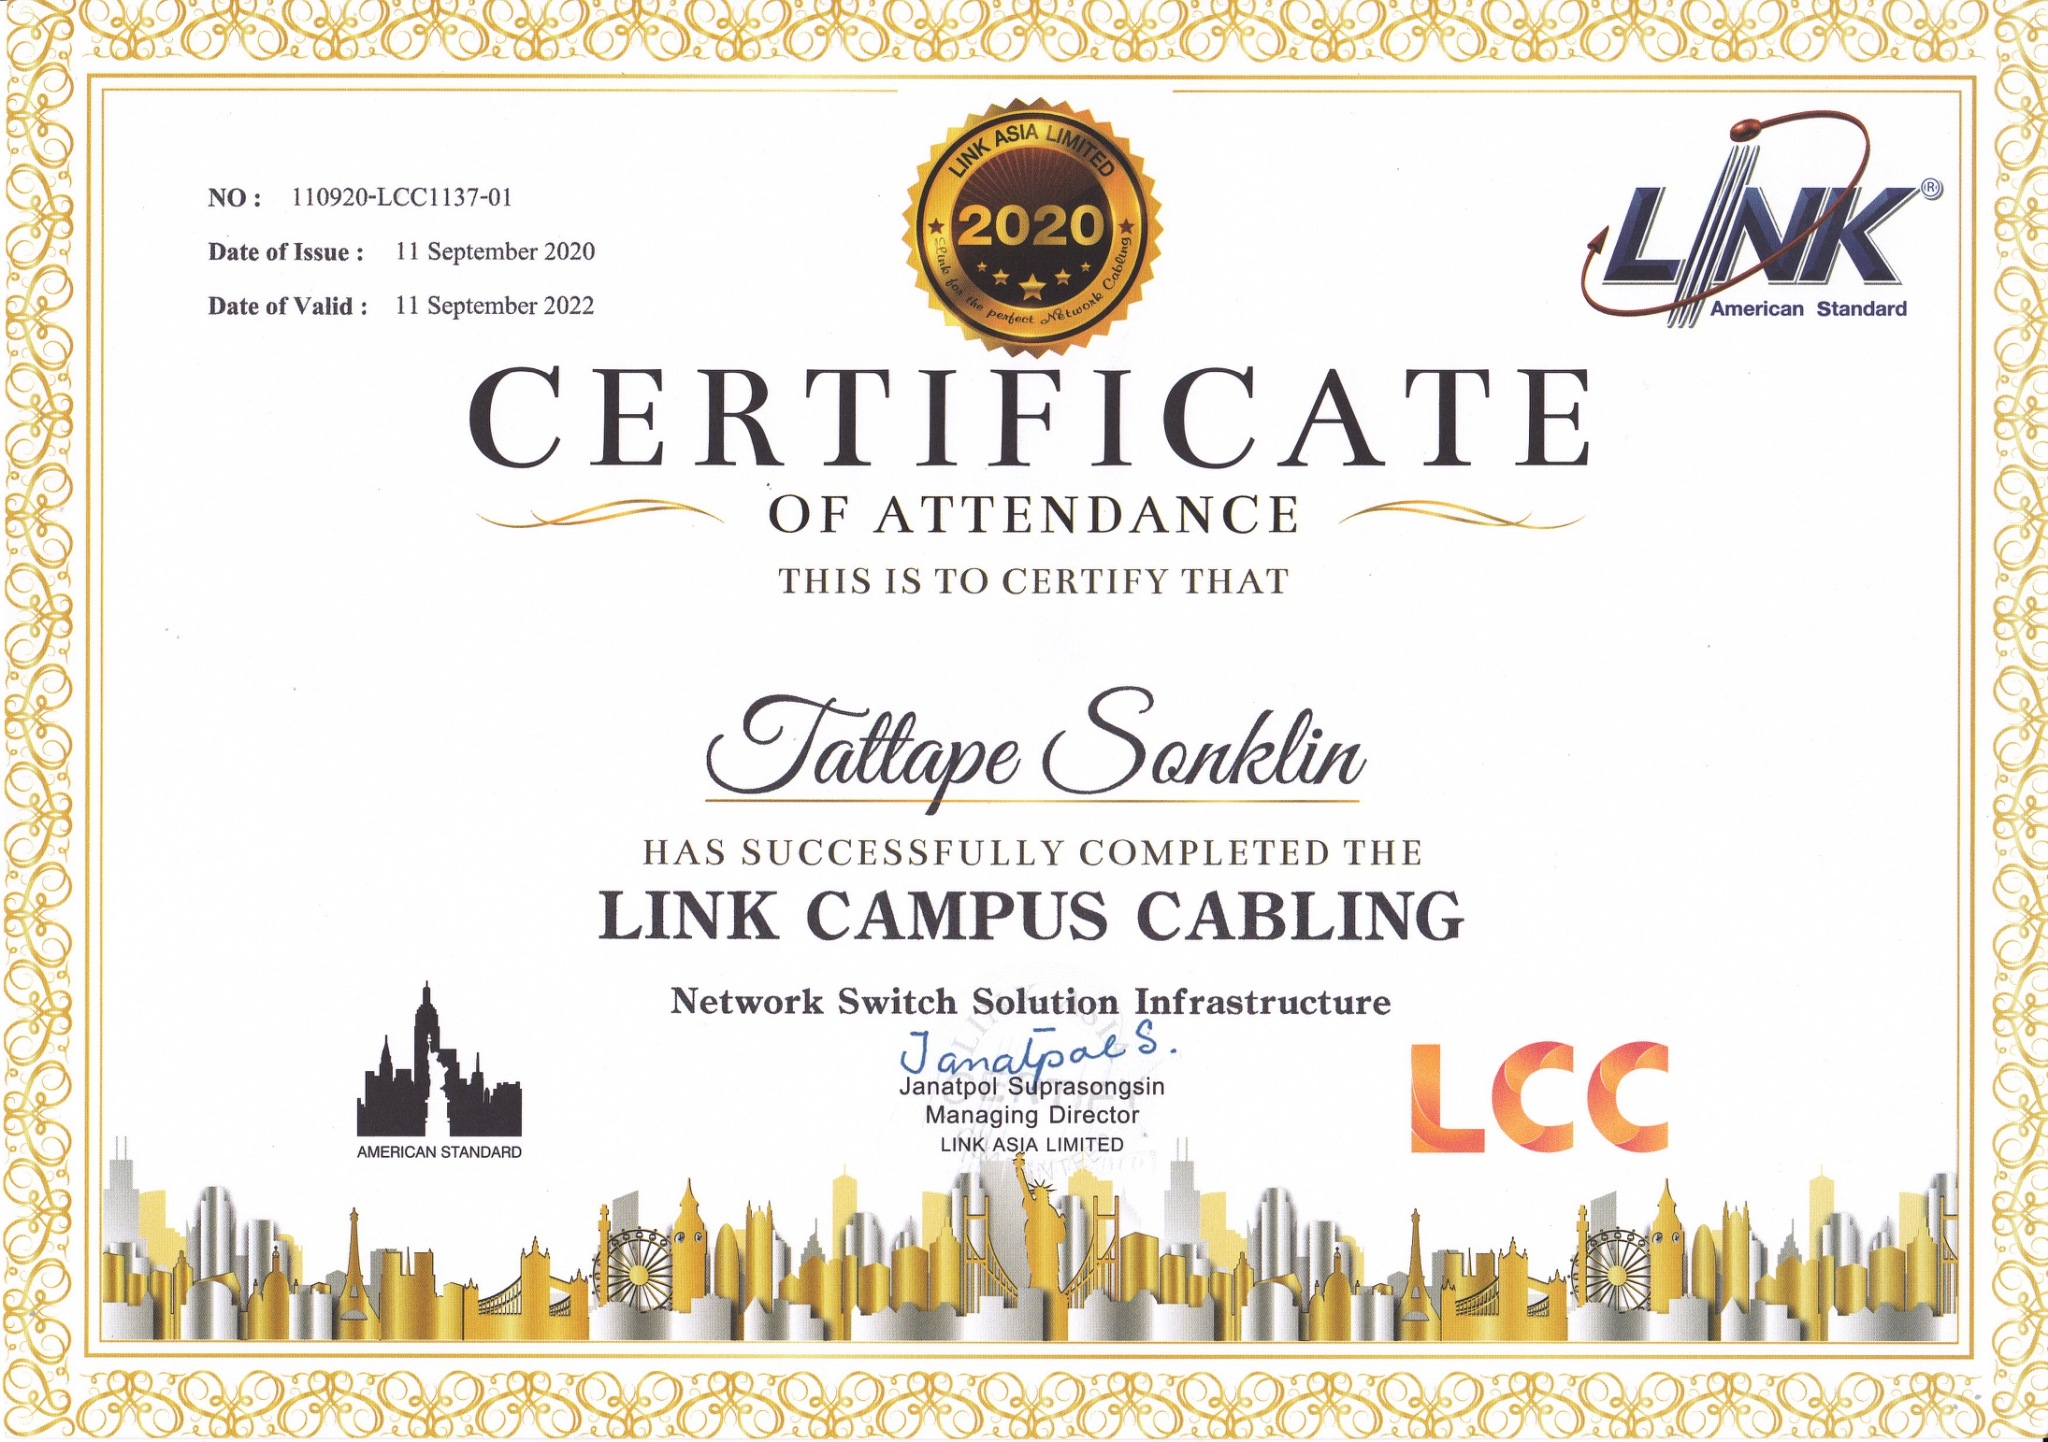 NO : 110920-LCC1137-01
Date of Issue : 11 September 2020
Date of Valid : 11 September 2022
LINK ASIA LIMITED
2020
Link for the perfect Network Cabling
LINK ®
American Standard
CERTIFICATE
OF ATTENDANCE
THIS IS TO CERTIFY THAT
Tattape Sonklin
HAS SUCCESSFULLY COMPLETED THE
LINK CAMPUS CABLING
Network Switch Solution Infrastructure
Janatpol S.
Janatpol Suprasongsin
Managing Director
LINK ASIA LIMITED
AMERICAN STANDARD
LCC